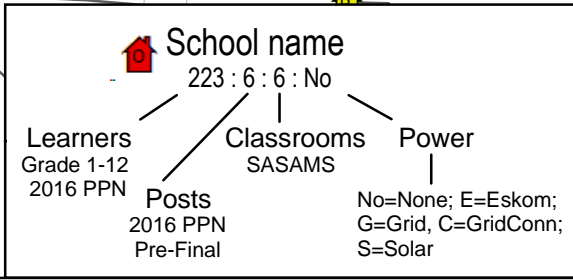 O School name
223 : 6 : 6 : No
Learners
Grade 1-12
2016 PPN
Posts
2016 PPN
Pre-Final
Classrooms
SASAMS
Power
No=None; E=Eskom;
G=Grid, C=GridConn;
S=Solar